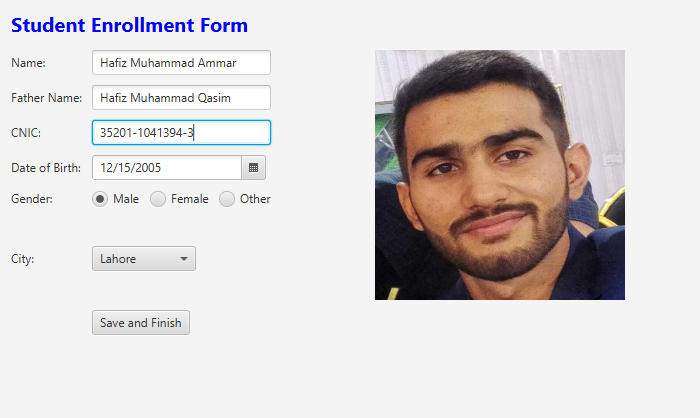 Student Enrollment Form
Name: Hafiz Muhammad Ammar
Father Name: Hafiz Muhammad Qasim
CNIC: 35201-1041394-3
Date of Birth: 12/15/2005
Gender: Male Female Other
City: Lahore
Save and Finish